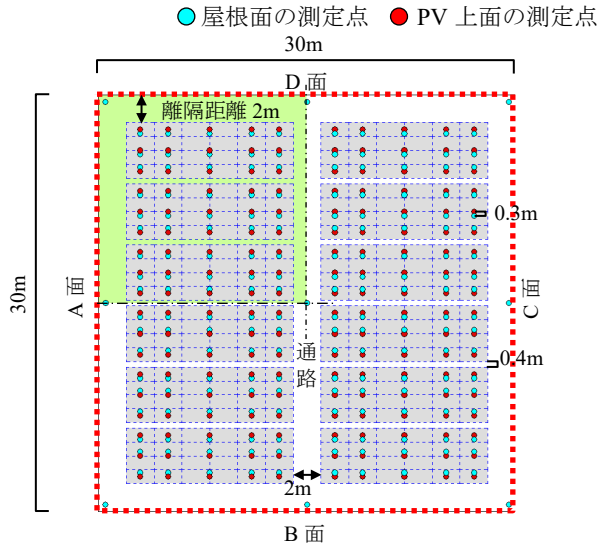 屋根面の測定点 PV 上面の測定点
30m
D 面
離隔距離 2m
0.3m
30m
A 面
C 面
通路
0.4m
2m
B 面